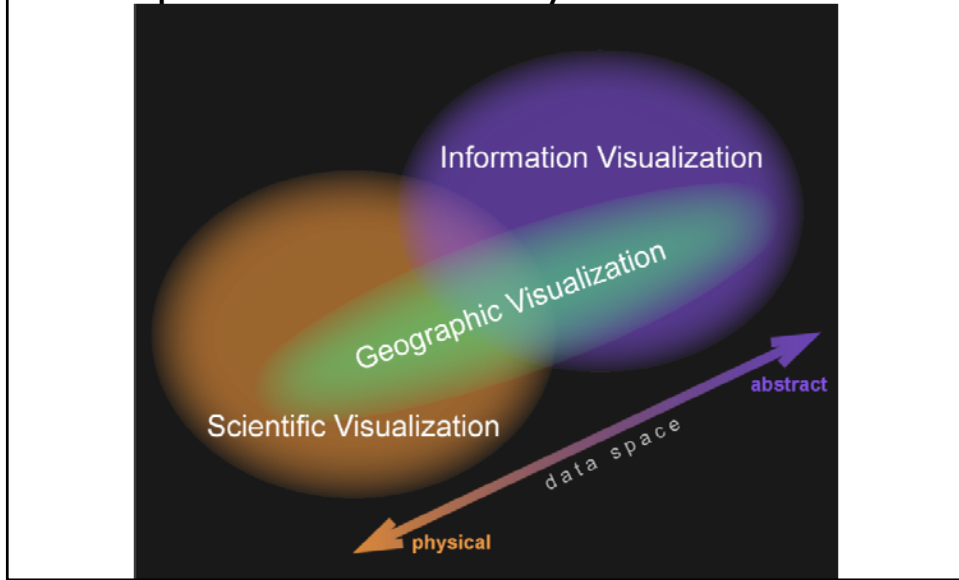 Information Visualization
Geographic Visualization
Scientific Visualization
abstract
data space
physical